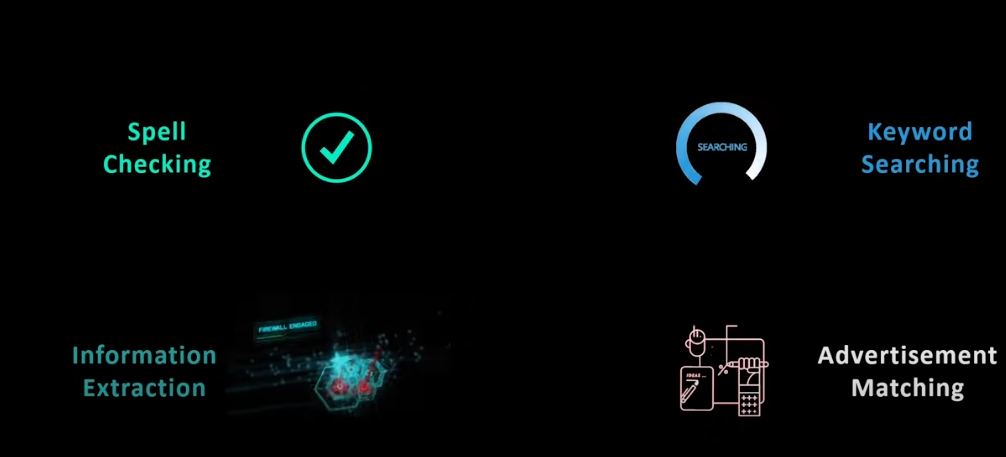 Spell
Checking
SEARCHING
Keyword
Searching
FIREWALL ENGAGED
Information
Extraction
IDEAS ...
Advertisement
Matching